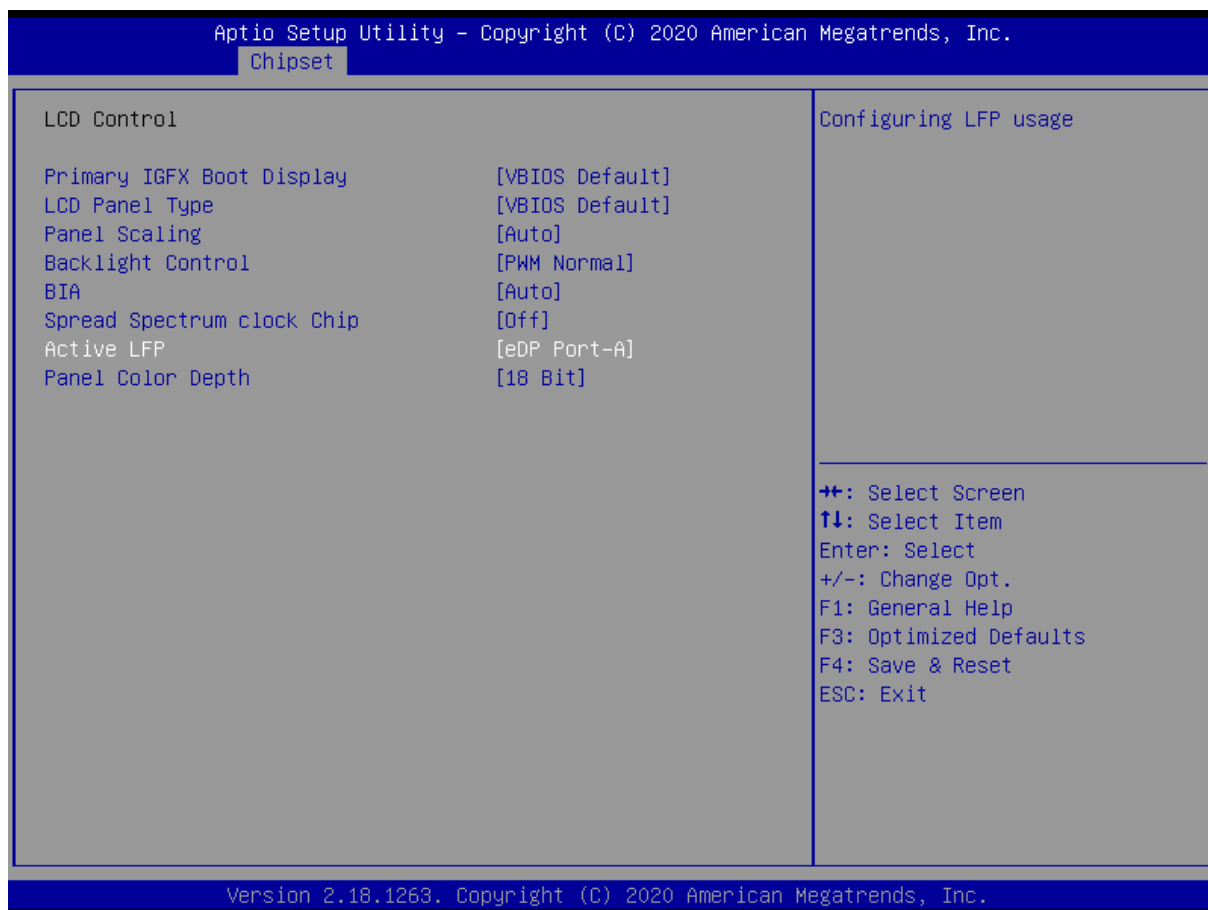 Aptio Setup Utility – Copyright (C) 2020 American Megatrends, Inc.
Chipset
LCD Control
Primary IGFX Boot Display [VBIOS Default]
LCD Panel Type [VBIOS Default]
Panel Scaling [Auto]
Backlight Control [PWM Normal]
BIA [Auto]
Spread Spectrum clock Chip [Off]
Active LFP [eDP Port-A]
Panel Color Depth [18 Bit]
Configuring LFP usage
→←: Select Screen
↑↓: Select Item
Enter: Select
+/-: Change Opt.
F1: General Help
F3: Optimized Defaults
F4: Save & Reset
ESC: Exit
Version 2.18.1263. Copyright (C) 2020 American Megatrends, Inc.